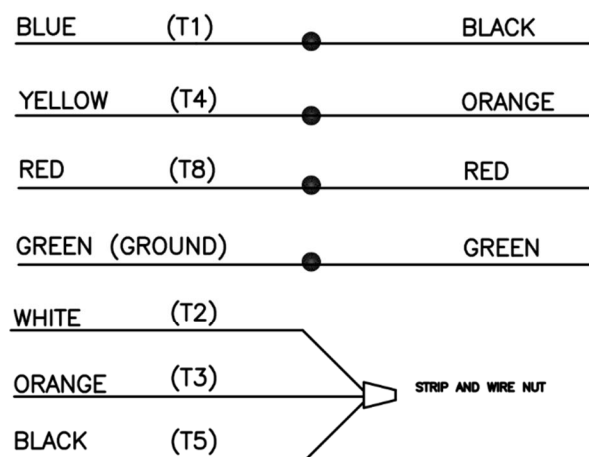 BLUE (T1) BLACK
YELLOW (T4) ORANGE
RED (T8) RED
GREEN (GROUND) GREEN
WHITE (T2)
ORANGE (T3) STRIP AND WIRE NUT
BLACK (T5)